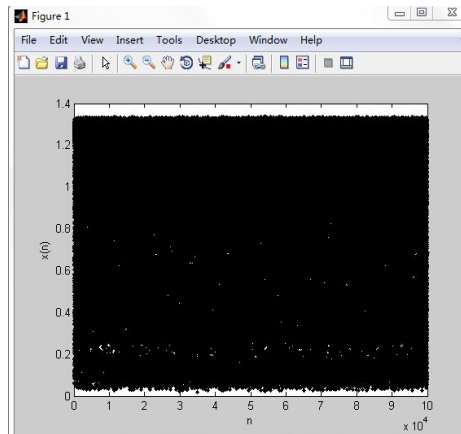 Figure 1
File Edit View Insert Tools Desktop Window Help
1.4
1.2
1
0.8
0.6
0.4
0.2
0
x(n)
0 1 2 3 4 5 6 7 8 9 10
n
x 10^4